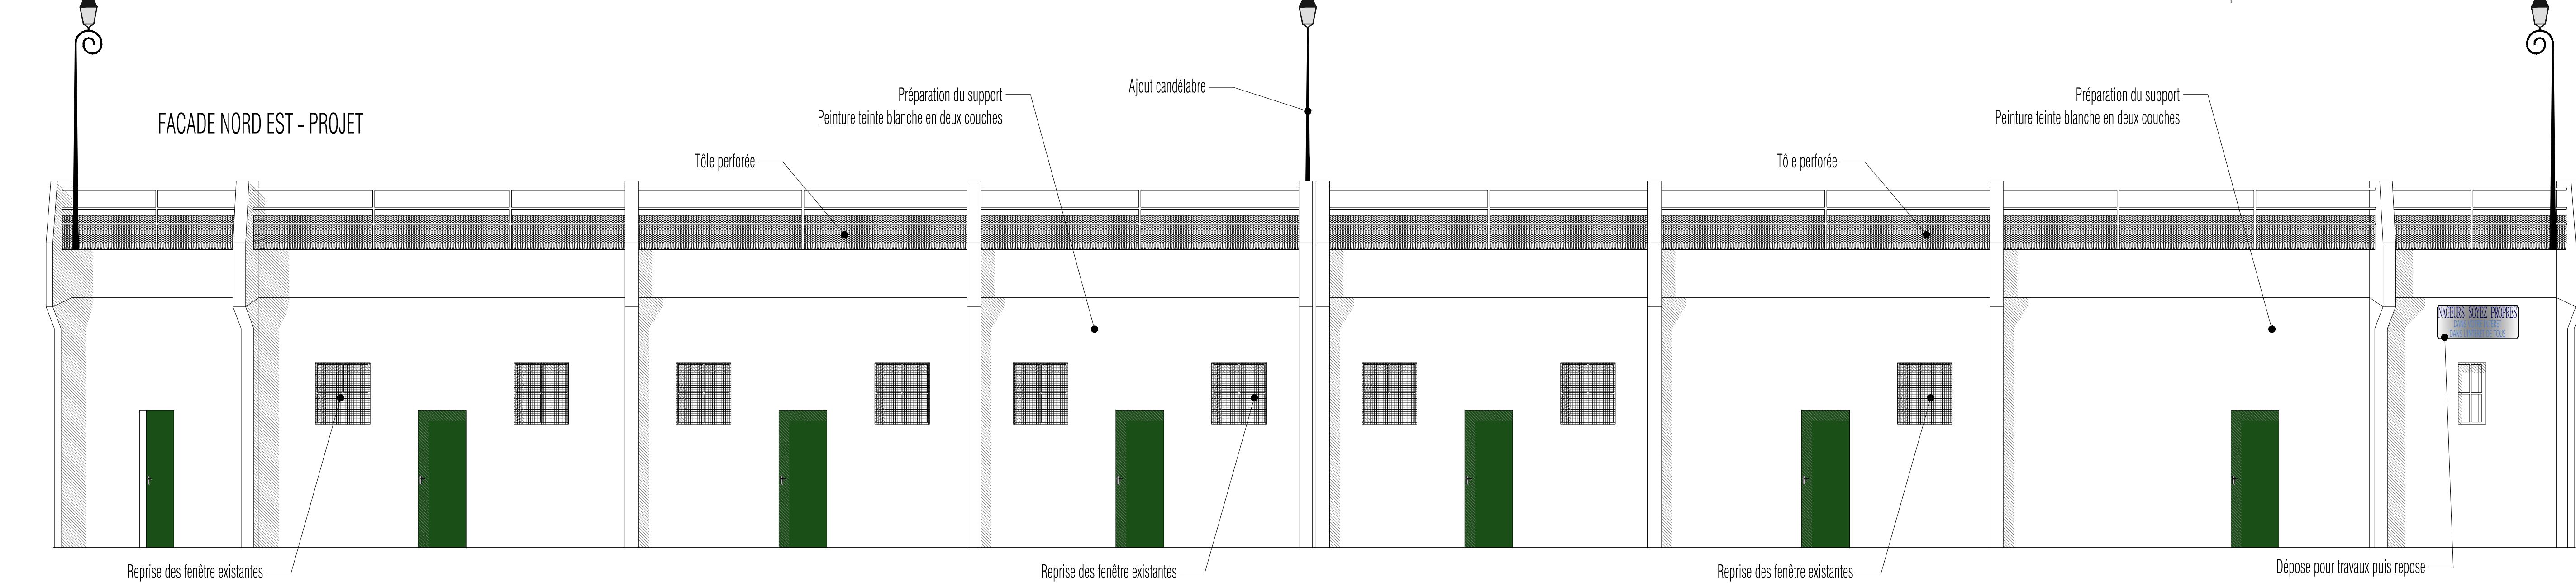 Ajout candélabre
Préparation du support
Peinture teinte blanche en deux couches
Préparation du support
Peinture teinte blanche en deux couches
FACADE NORD EST - PROJET
Tôle perforée
Tôle perforée
NAGEURS SOYEZ PROPRES
Reprise des fenêtre existantes
Reprise des fenêtre existantes
Reprise des fenêtre existantes
Dépose pour travaux puis repose